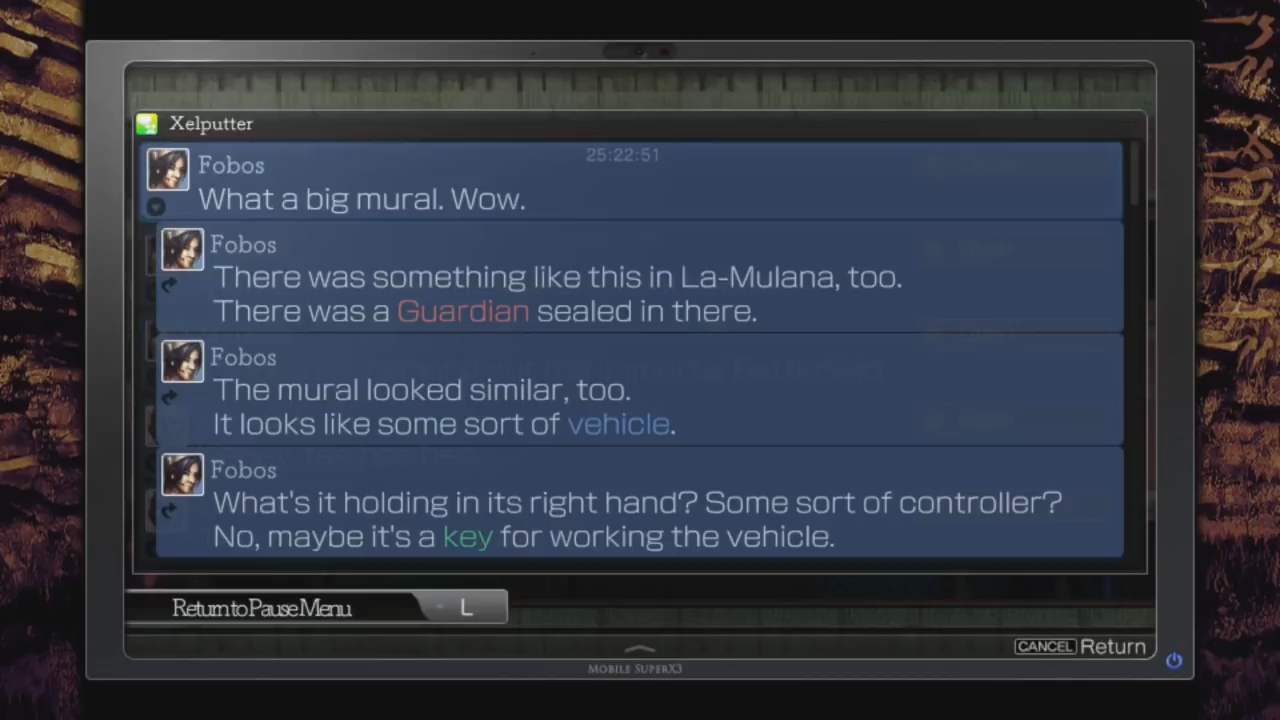 Xelputter
25:22:51
Fobos
What a big mural. Wow.
Fobos
There was something like this in La-Mulana, too.
There was a Guardian sealed in there.
Fobos
The mural looked similar, too.
It looks like some sort of vehicle.
Fobos
What's it holding in its right hand? Some sort of controller?
No, maybe it's a key for working the vehicle.
Return to Pause Menu L
CANCEL Return
MOBILE SUPERX3